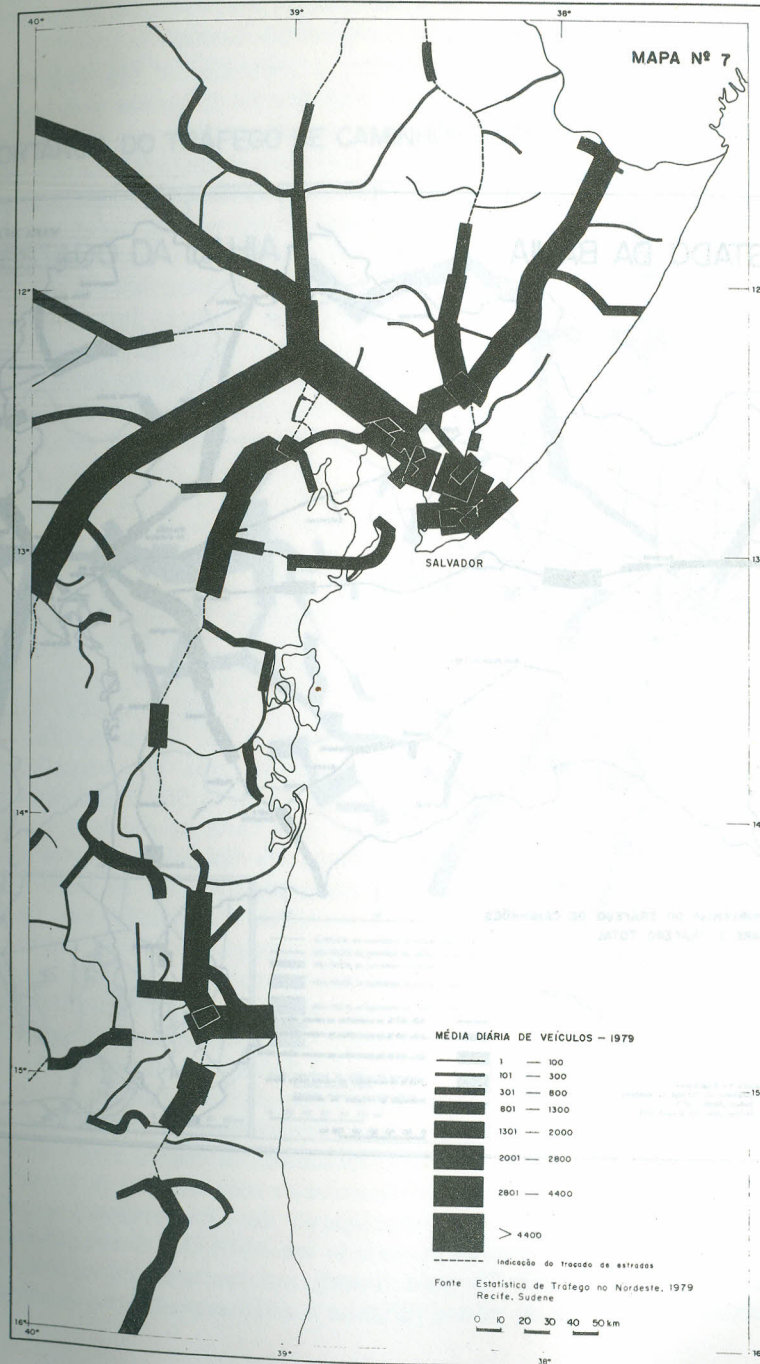 40°
39°
38°
MAPA Nº 7
12°
12
13°
13
SALVADOR
14°
14
15°
15
MÉDIA DIÁRIA DE VEÍCULOS – 1979
1 — 100
101 — 300
301 — 800
801 — 1300
1301 — 2000
2001 — 2800
2801 — 4400
> 4400
Indicação do traçado de estradas
Fonte Estatística de Tráfego no Nordeste, 1979
Recife, Sudene
0 10 20 30 40 50 km
16°
40°
39°
38°
16